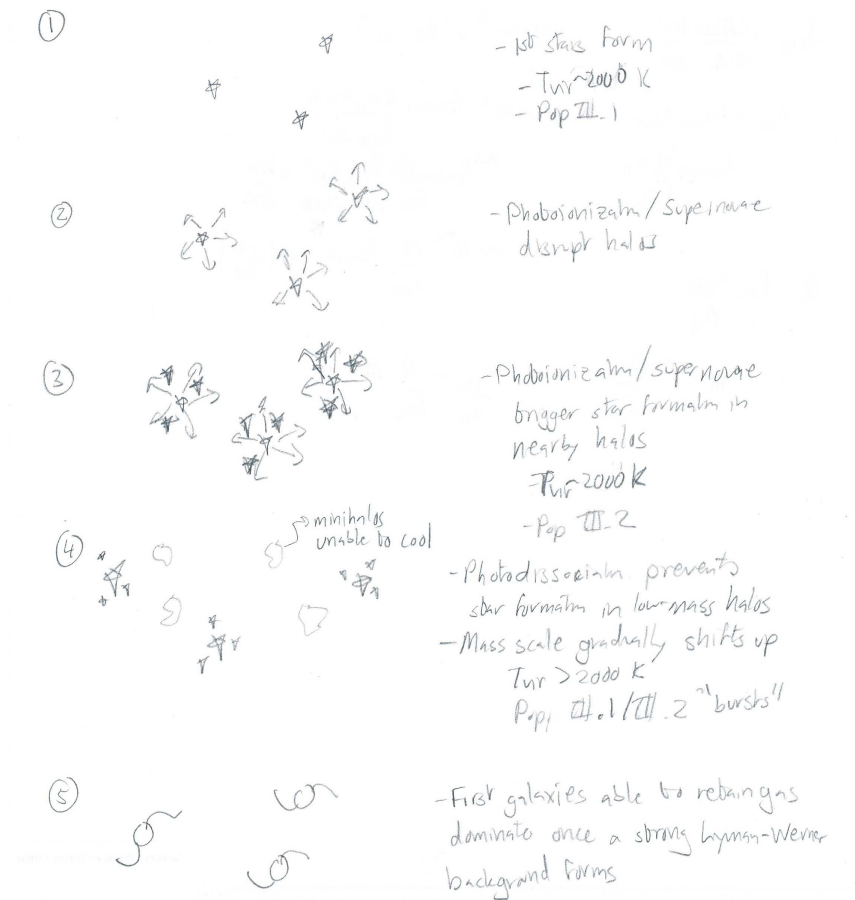 ①
- 1st stars form
- Tvir ~2000 K
- Pop III.1
②
- Photoionization/supernovae
disrupt halos
③
- Photoionization/supernovae
trigger star formation in
nearby halos
- Tvir ~2000 K
- Pop III.2
④
minihalos
unable to cool
- Photodissociation prevents
star formation in low-mass halos
- Mass scale gradually shifts up
Tvir > 2000 K
Pop III.1/III.2 "bursts"
⑤
- First galaxies able to retain gas
dominate once a strong Lyman-Werner
background forms